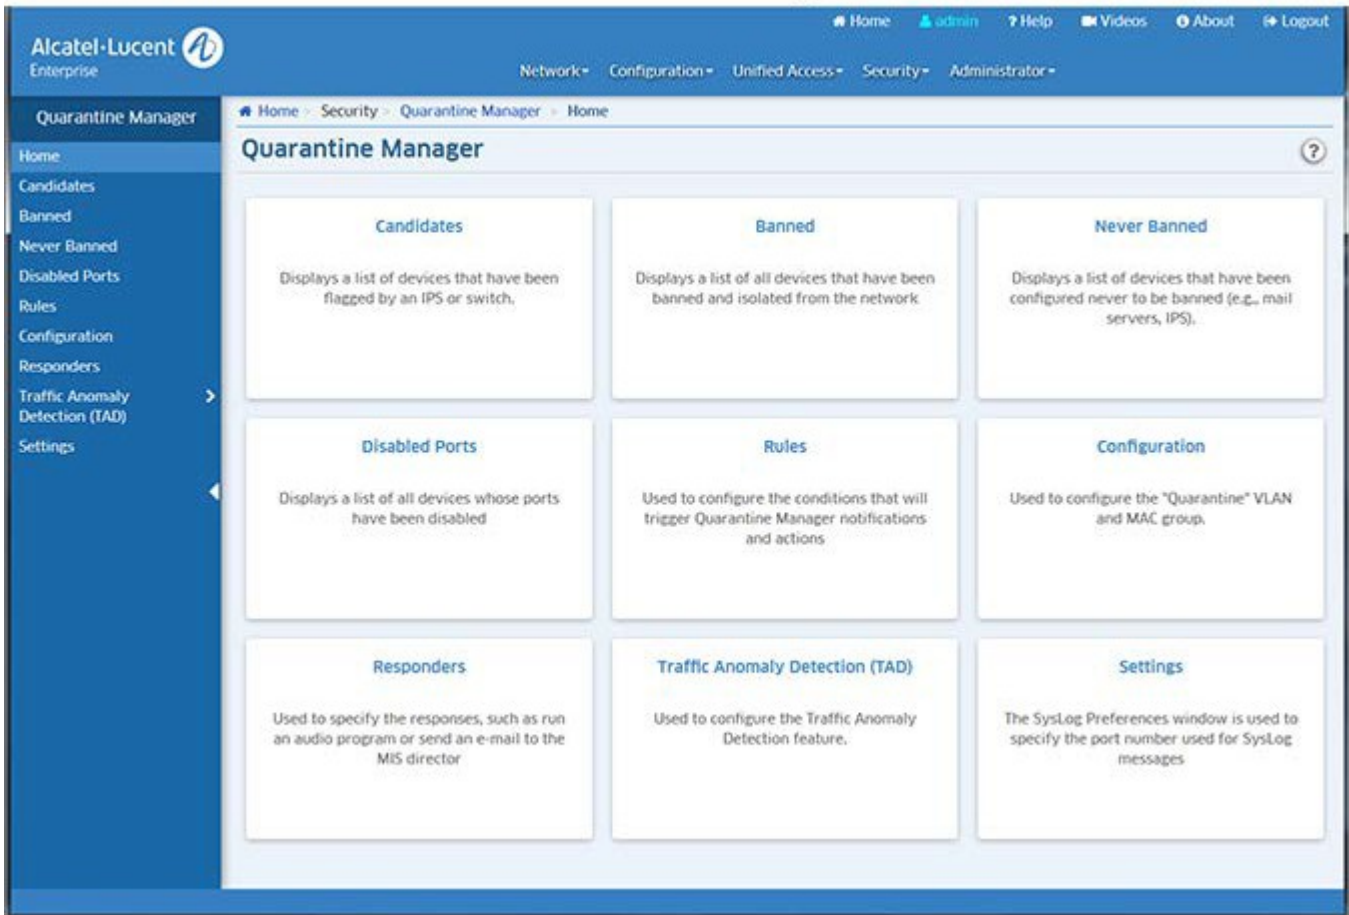 Home admin ? Help Videos About Logout
Alcatel·Lucent
Enterprise
Network Configuration Unified Access Security Administrator
Quarantine Manager
Home
Candidates
Banned
Never Banned
Disabled Ports
Rules
Configuration
Responders
Traffic Anomaly
Detection (TAD)
Settings
Home > Security > Quarantine Manager > Home
Quarantine Manager
?
Candidates
Displays a list of devices that have been
flagged by an IPS or switch.
Banned
Displays a list of all devices that have been
banned and isolated from the network
Never Banned
Displays a list of devices that have been
configured never to be banned (e.g., mail
servers, IPS).
Disabled Ports
Displays a list of all devices whose ports
have been disabled
Rules
Used to configure the conditions that will
trigger Quarantine Manager notifications
and actions
Configuration
Used to configure the "Quarantine" VLAN
and MAC group.
Responders
Used to specify the responses, such as run
an audio program or send an e-mail to the
MIS director
Traffic Anomaly Detection (TAD)
Used to configure the Traffic Anomaly
Detection feature.
Settings
The SysLog Preferences window is used to
specify the port number used for SysLog
messages